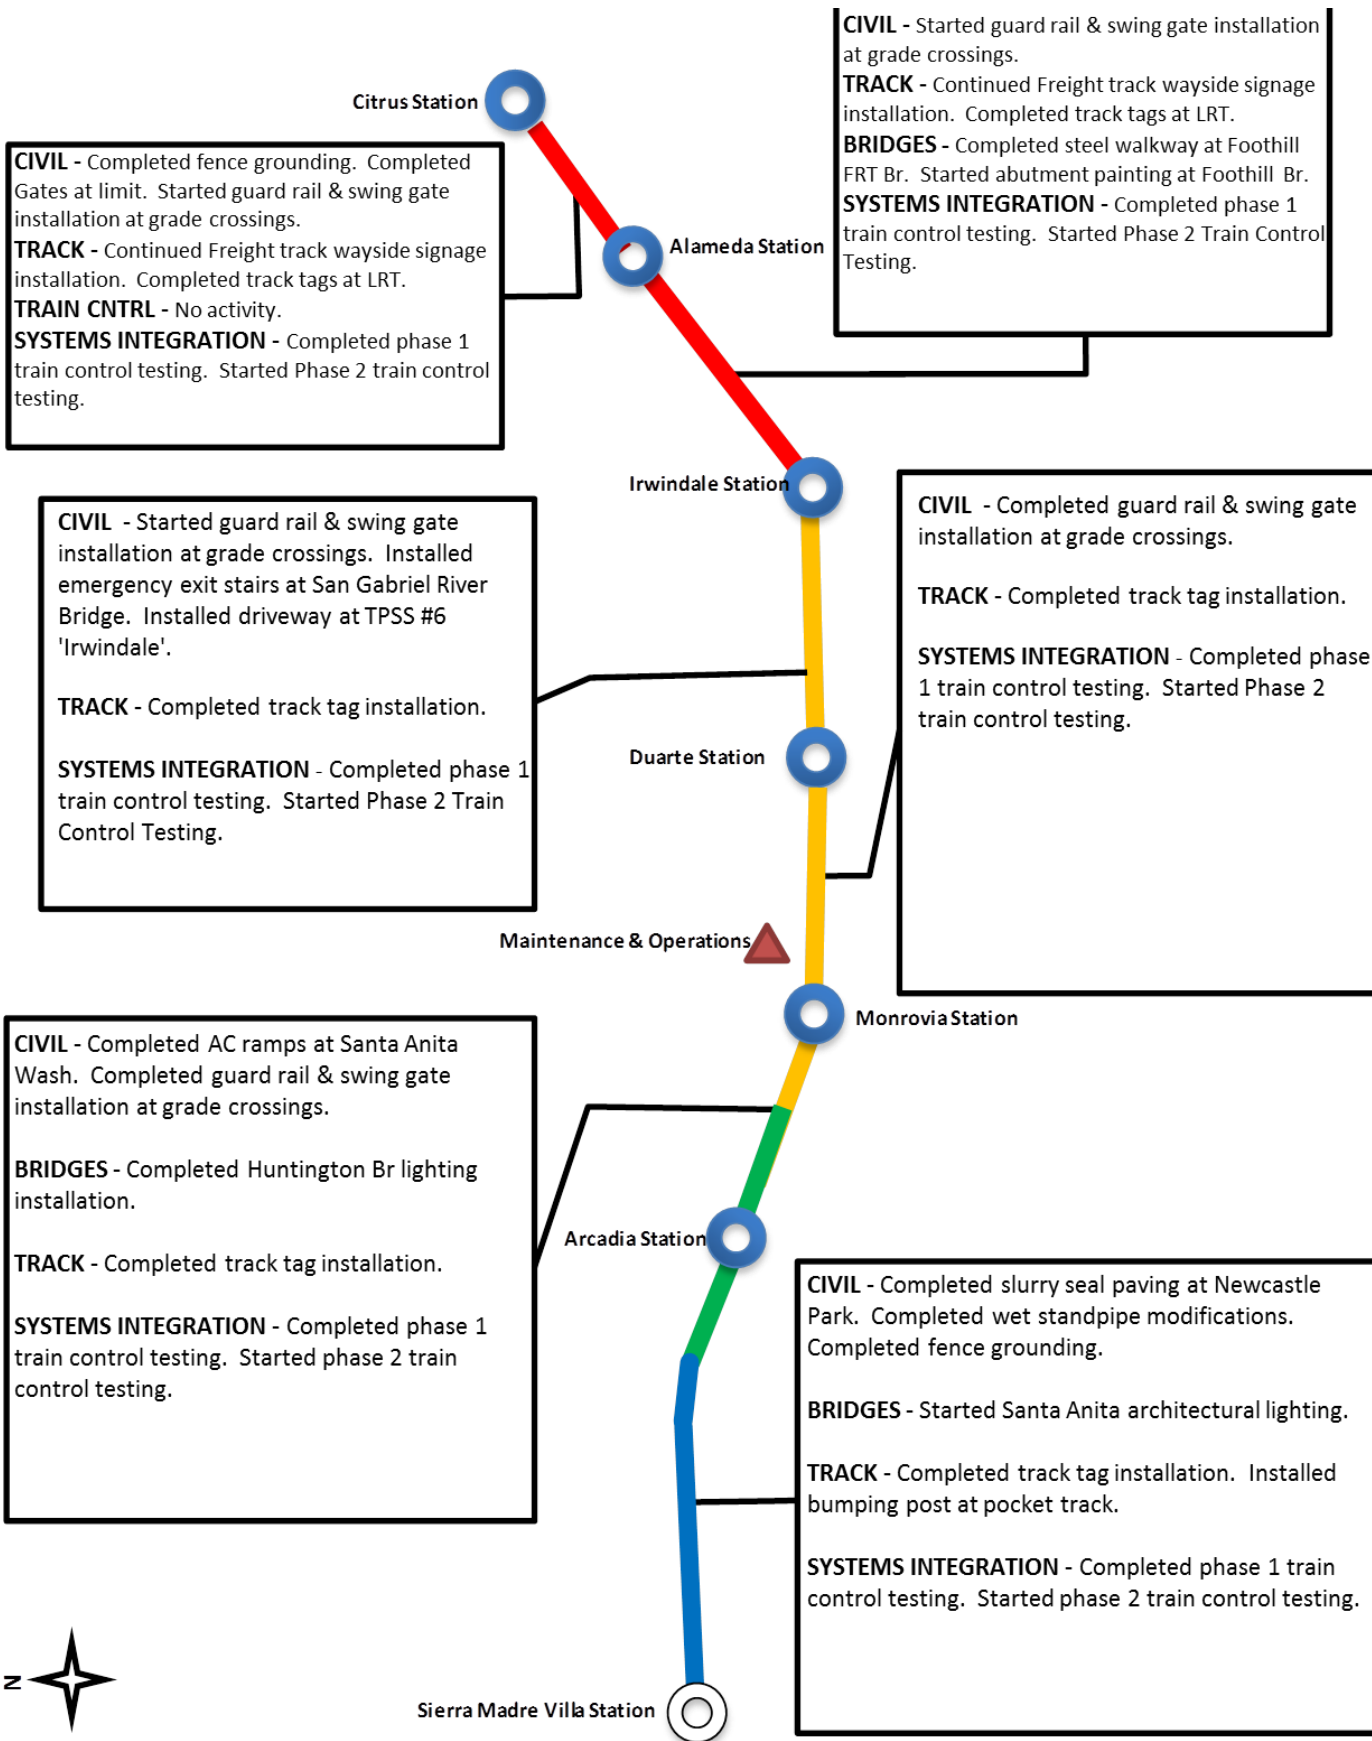 CIVIL - Started guard rail & swing gate installation
at grade crossings.
TRACK - Continued Freight track wayside signage
installation. Completed track tags at LRT.
BRIDGES - Completed steel walkway at Foothill
FRT Br. Started abutment painting at Foothill Br.
SYSTEMS INTEGRATION - Completed phase 1
train control testing. Started Phase 2 Train Control
Testing.
Citrus Station
CIVIL - Completed fence grounding. Completed
Gates at limit. Started guard rail & swing gate
installation at grade crossings.
TRACK - Continued Freight track wayside signage
installation. Completed track tags at LRT.
TRAIN CNTRL - No activity.
SYSTEMS INTEGRATION - Completed phase 1
train control testing. Started Phase 2 train control
testing.
Alameda Station
Irwindale Station
CIVIL - Started guard rail & swing gate
installation at grade crossings. Installed
emergency exit stairs at San Gabriel River
Bridge. Installed driveway at TPSS #6
'Irwindale'.
TRACK - Completed track tag installation.
SYSTEMS INTEGRATION - Completed phase 1
train control testing. Started Phase 2 Train
Control Testing.
CIVIL - Completed guard rail & swing gate
installation at grade crossings.
TRACK - Completed track tag installation.
SYSTEMS INTEGRATION - Completed phase
1 train control testing. Started Phase 2
train control testing.
Duarte Station
Maintenance & Operations
Monrovia Station
CIVIL - Completed AC ramps at Santa Anita
Wash. Completed guard rail & swing gate
installation at grade crossings.
BRIDGES - Completed Huntington Br lighting
installation.
TRACK - Completed track tag installation.
SYSTEMS INTEGRATION - Completed phase 1
train control testing. Started phase 2 train
control testing.
Arcadia Station
CIVIL - Completed slurry seal paving at Newcastle
Park. Completed wet standpipe modifications.
Completed fence grounding.
BRIDGES - Started Santa Anita architectural lighting.
TRACK - Completed track tag installation. Installed
bumping post at pocket track.
SYSTEMS INTEGRATION - Completed phase 1 train
control testing. Started phase 2 train control testing.
N
Sierra Madre Villa Station